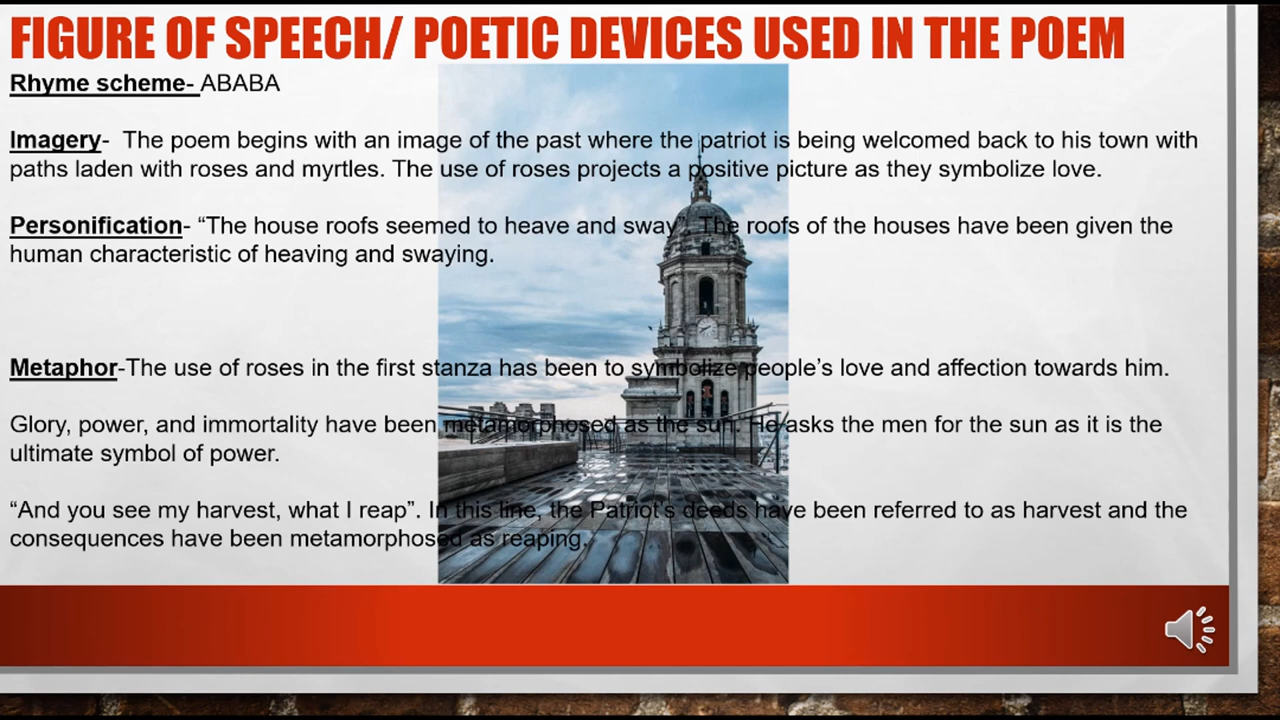 FIGURE OF SPEECH/ POETIC DEVICES USED IN THE POEM
Rhyme scheme- ABABA
Imagery- The poem begins with an image of the past where the patriot is being welcomed back to his town with
paths laden with roses and myrtles. The use of roses projects a positive picture as they symbolize love.
Personification- “The house roofs seemed to heave and sway”. The roofs of the houses have been given the
human characteristic of heaving and swaying.
Metaphor-The use of roses in the first stanza has been to symbolize people’s love and affection towards him.
Glory, power, and immortality have been metamorphosed as the sun. He asks the men for the sun as it is the
ultimate symbol of power.
“And you see my harvest, what I reap”. In this line, the Patriot’s deeds have been referred to as harvest and the
consequences have been metamorphosed as reaping.